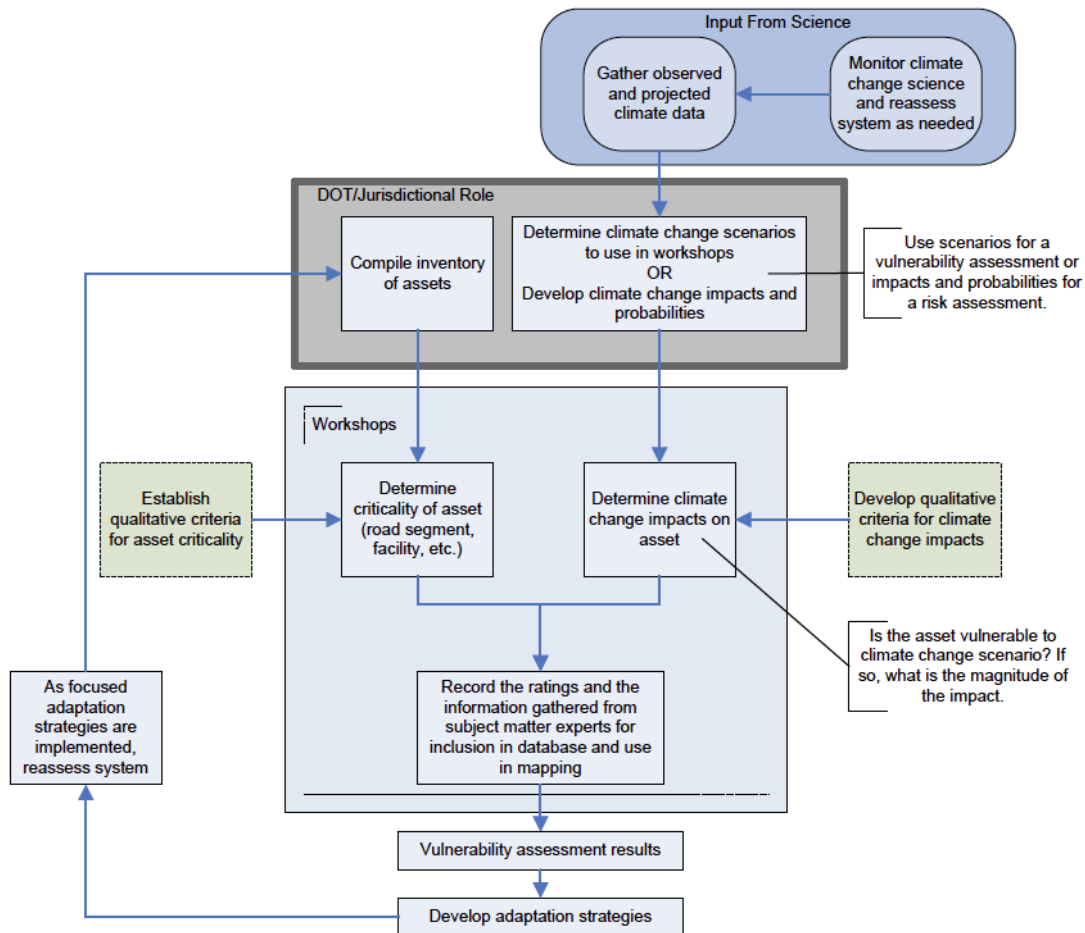 Input From Science
Gather observed
and projected
climate data
Monitor climate
change science
and reassess
system as needed
DOT/Jurisdictional Role
Compile inventory
of assets
Determine climate change scenarios
to use in workshops
OR
Develop climate change impacts and
probabilities
Use scenarios for a
vulnerability assessment or
impacts and probabilities for
a risk assessment.
Workshops
Establish
qualitative criteria
for asset criticality
Determine
criticality of asset
(road segment,
facility, etc.)
Determine climate
change impacts on
asset
Develop qualitative
criteria for climate
change impacts
Is the asset vulnerable to
climate change scenario? If
so, what is the magnitude of
the impact.
As focused
adaptation
strategies are
implemented,
reassess system
Record the ratings and the
information gathered from
subject matter experts for
inclusion in database and use
in mapping
Vulnerability assessment results
Develop adaptation strategies